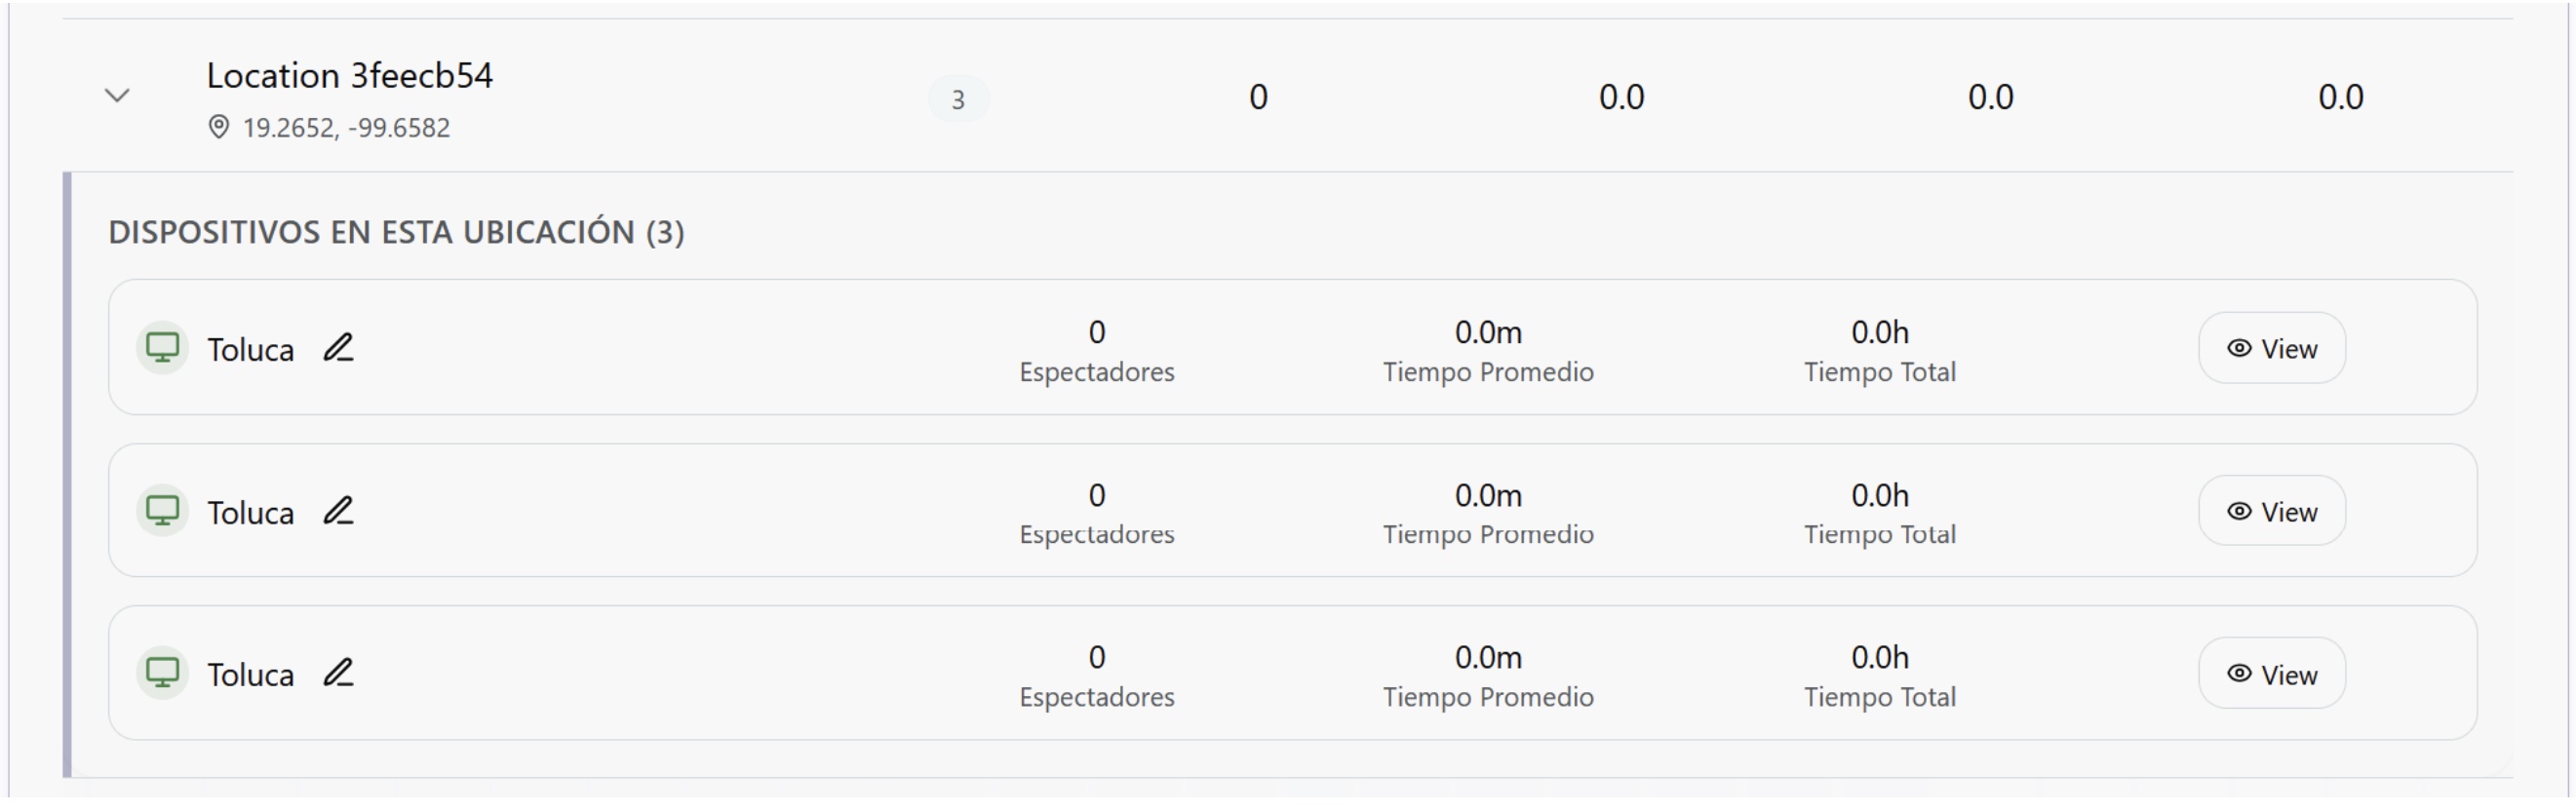 Location 3feecb54
19.2652, -99.6582
3
0
0.0
0.0
0.0
DISPOSITIVOS EN ESTA UBICACIÓN (3)
Toluca
0
Espectadores
0.0m
Tiempo Promedio
0.0h
Tiempo Total
View
Toluca
0
Espectadores
0.0m
Tiempo Promedio
0.0h
Tiempo Total
View
Toluca
0
Espectadores
0.0m
Tiempo Promedio
0.0h
Tiempo Total
View